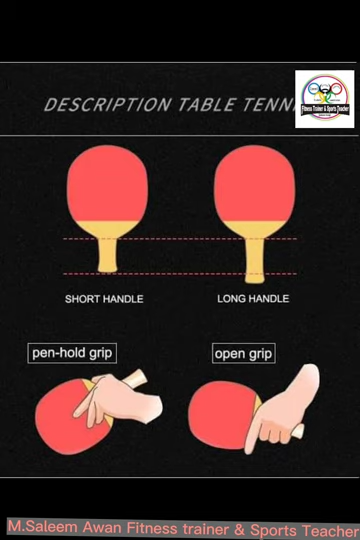 DESCRIPTION TABLE TENN
Fitness Trainer & Sports Teacher
SHORT HANDLE
LONG HANDLE
pen-hold grip
open grip
M.Saleem Awan Fitness trainer & Sports Teacher